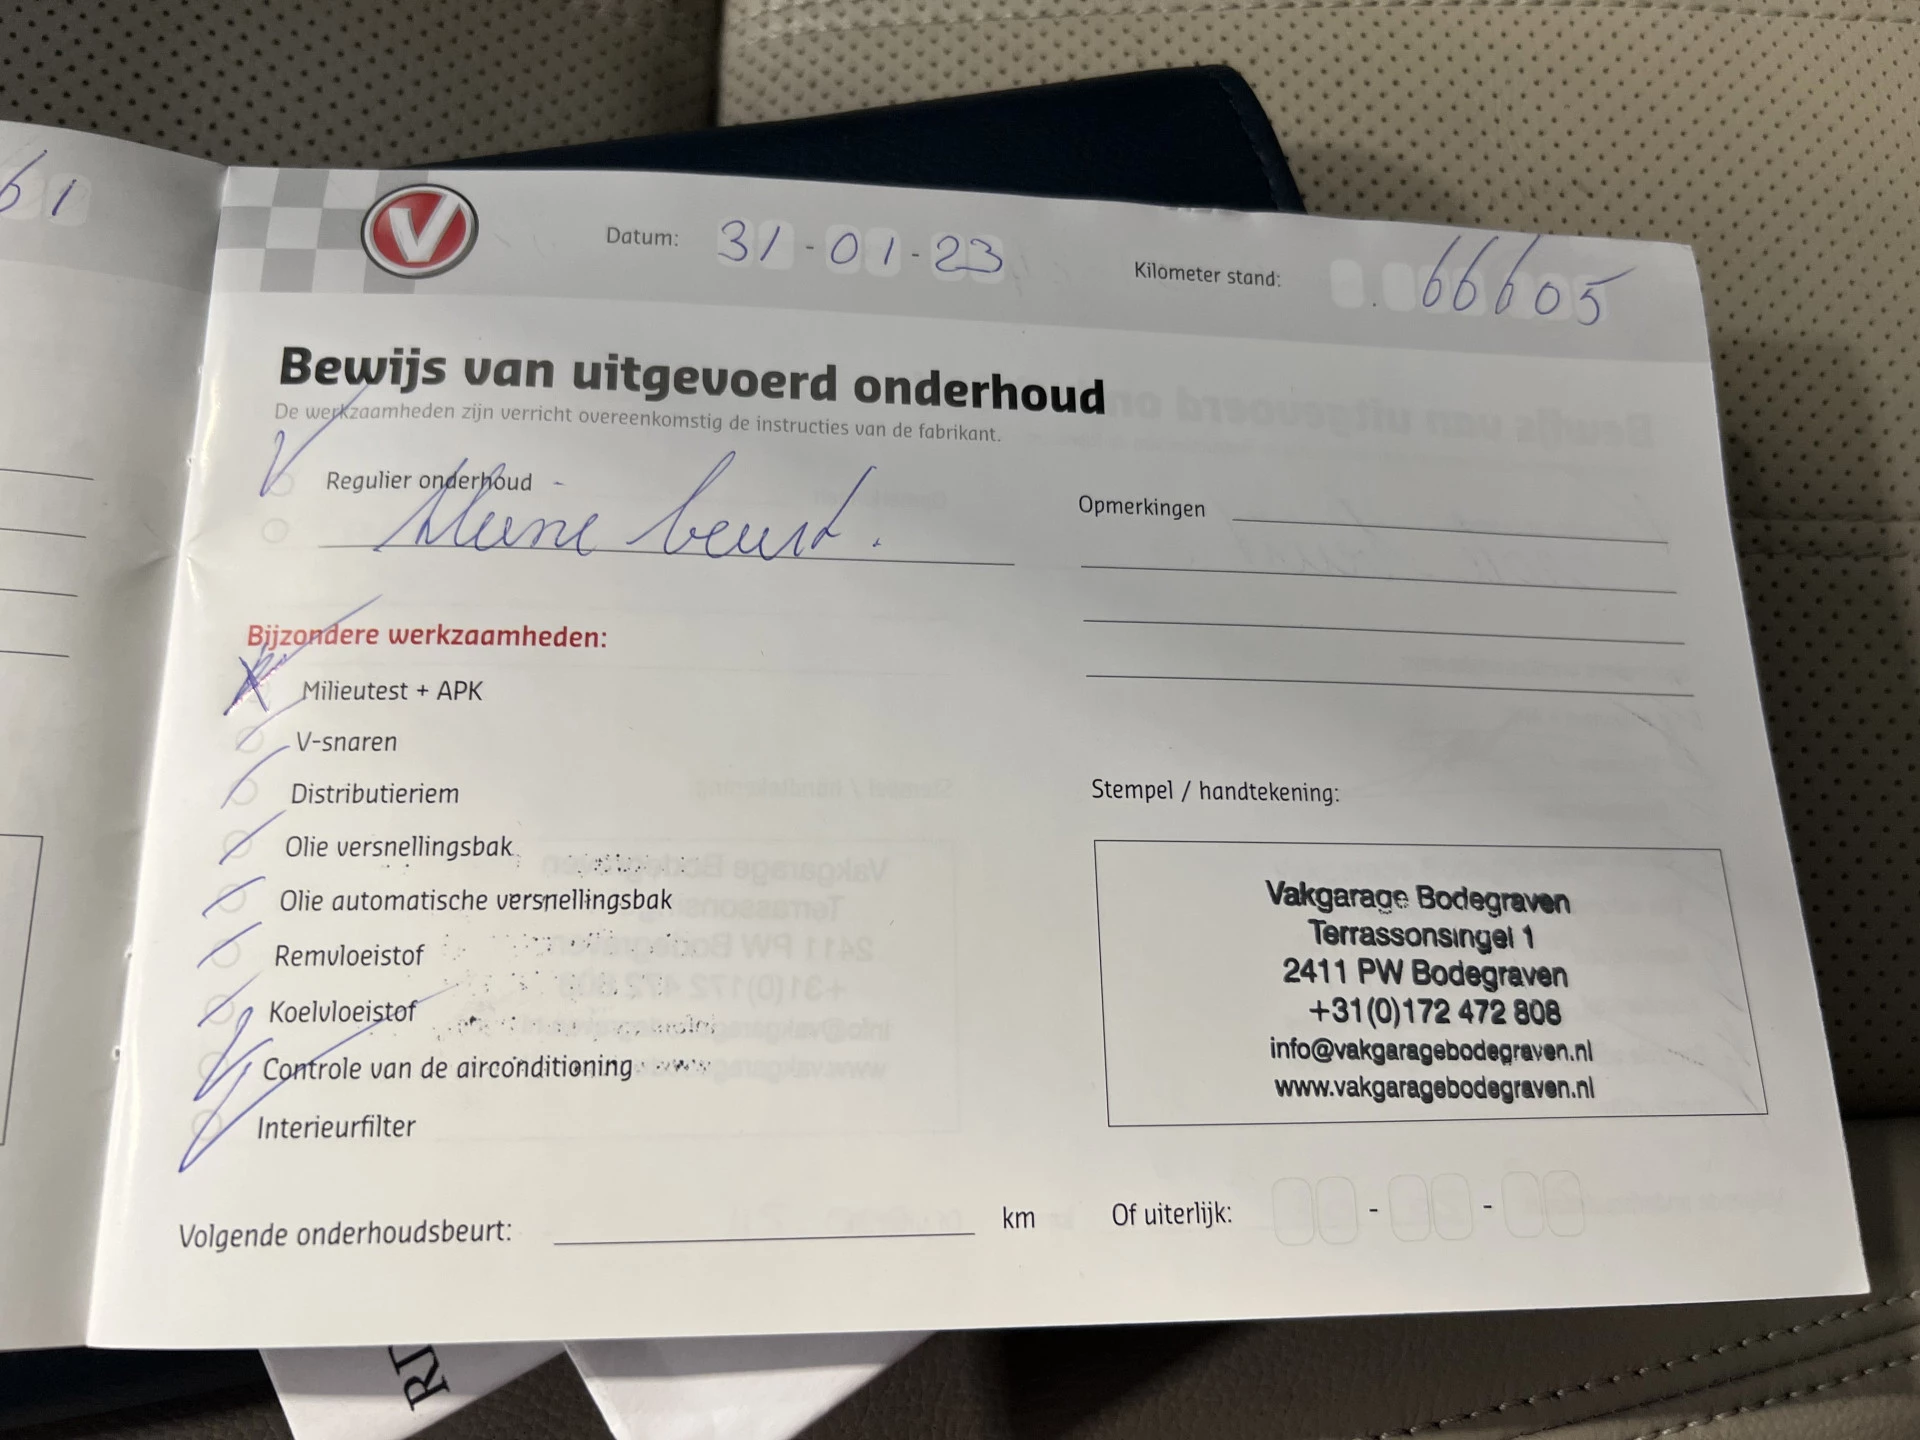 61
V
Datum: 31-01-23
Kilometer stand: 66605
Bewijs van uitgevoerd onderhoud
De werkzaamheden zijn verricht overeenkomstig de instructies van de fabrikant.
Regulier onderhoud -
kleine beurt.
Opmerkingen
Bijzondere werkzaamheden:
Milieutest + APK
V-snaren
Distributieriem
Olie versnellingsbak
Olie automatische versnellingsbak
Remvloeistof
Koelvloeistof
Controle van de airconditioning
Interieurfilter
Stempel / handtekening:
Vakgarage Bodegraven
Terrassonsingel 1
2411 PW Bodegraven
+31(0)172 472 808
info@vakgaragebodegraven.nl
www.vakgaragebodegraven.nl
Volgende onderhoudsbeurt: km
Of uiterlijk: - -